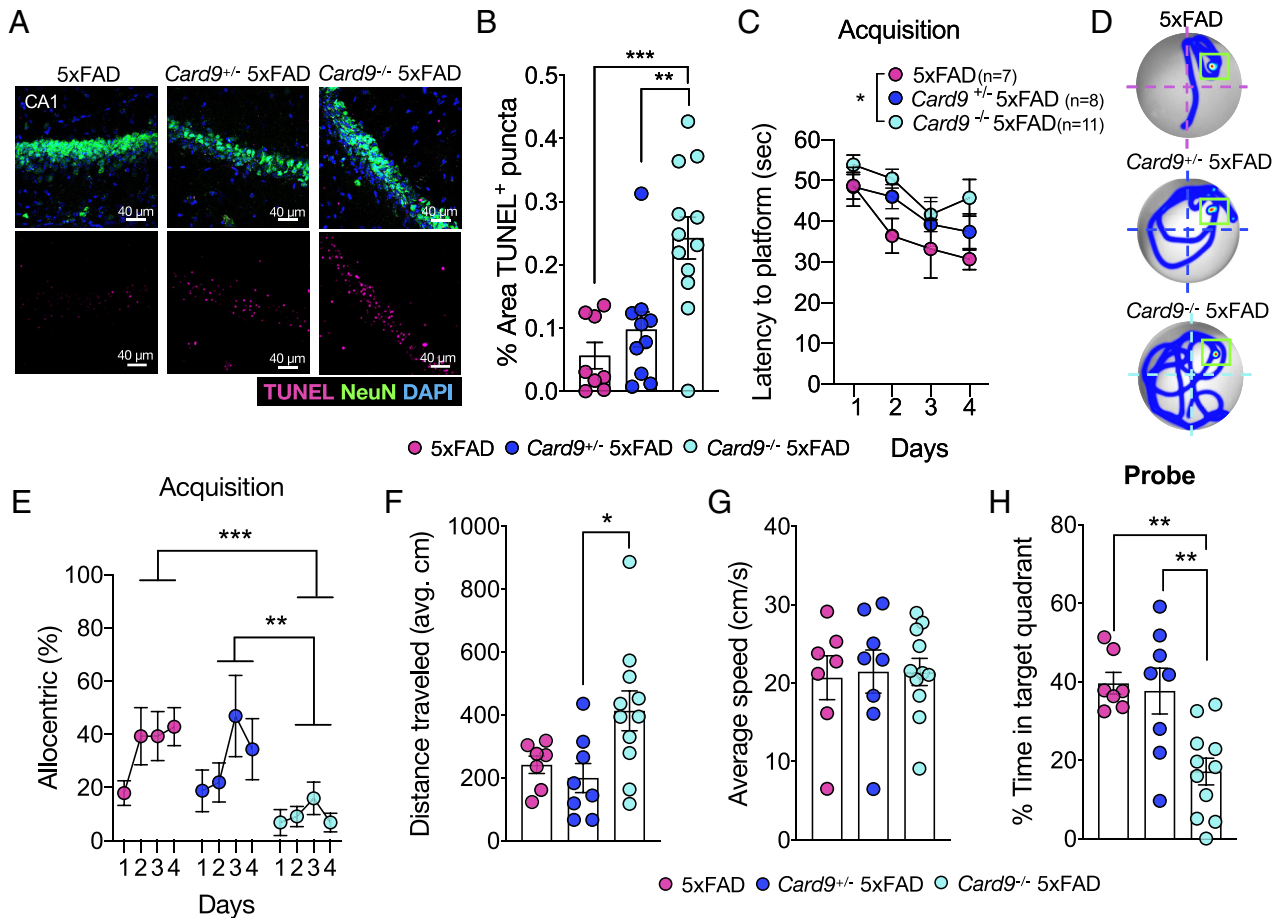 A
5xFAD
Card9+/- 5xFAD
Card9-/- 5xFAD
CA1
40 µm
40 µm
40 µm
40 µm
40 µm
40 µm
TUNEL NeuN DAPI
B
% Area TUNEL+ puncta
0.5
0.4
0.3
0.2
0.1
0.0
***
**
C
Acquisition
5xFAD (n=7)
Card9 +/- 5xFAD (n=8)
Card9 -/- 5xFAD (n=11)
*
Latency to platform (sec)
60
50
40
30
20
10
0
1 2 3 4
Days
D
5xFAD
Card9+/- 5xFAD
Card9-/- 5xFAD
5xFAD Card9+/- 5xFAD Card9-/- 5xFAD
E
Acquisition
***
**
Allocentric (%)
100
80
60
40
20
0
1 2 3 4 1 2 3 4 1 2 3 4
Days
F
Distance traveled (avg. cm)
1000
800
600
400
200
0
*
G
Average speed (cm/s)
40
30
20
10
0
H
Probe
% Time in target quadrant
80
60
40
20
0
**
**
5xFAD Card9+/- 5xFAD Card9-/- 5xFAD